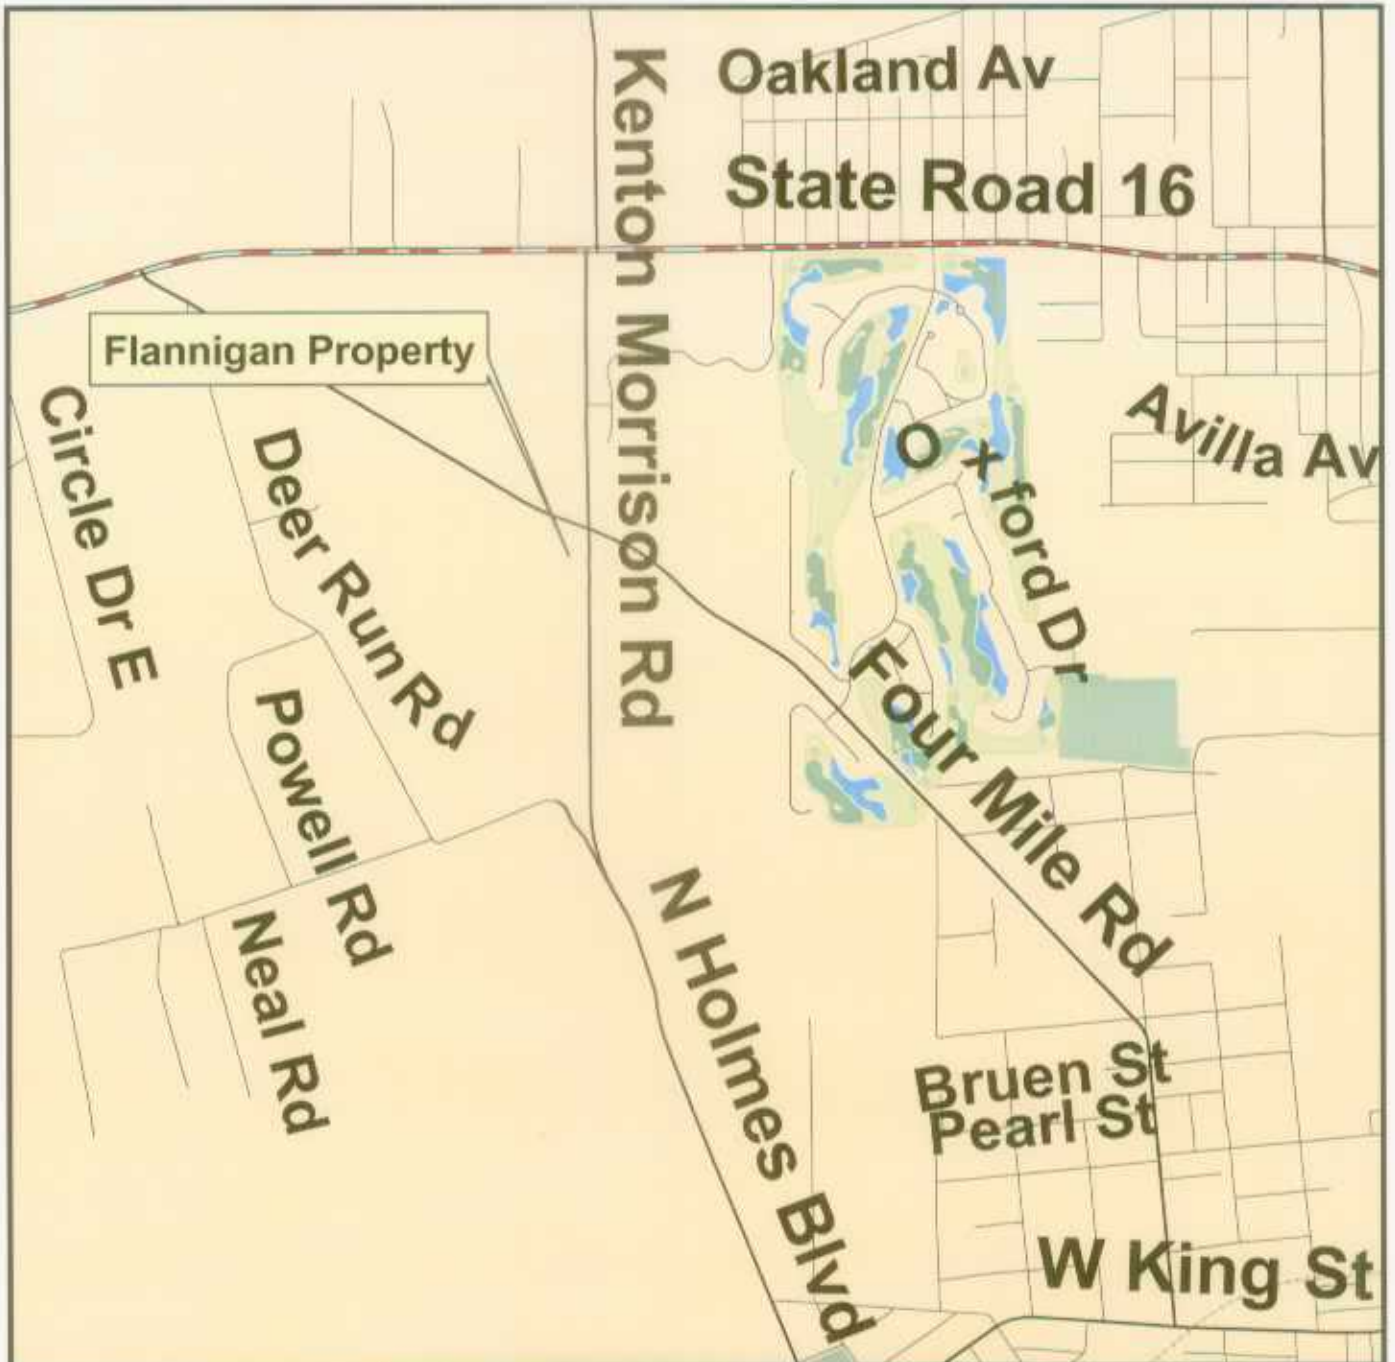 Oakland Av
Kenton Morrison Rd
State Road 16
Flannigan Property
Circle Dr E
Deer Run Rd
Avilla Av
Oxford Dr
Powell Rd
Four Mile Rd
Neal Rd
N Holmes Blvd
Bruen St
Pearl St
W King St